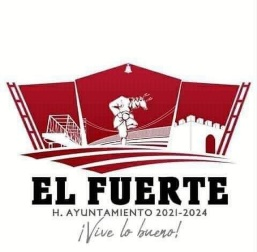 EL FUERTE
H. AYUNTAMIENTO 2021-2024
¡Vive lo bueno!